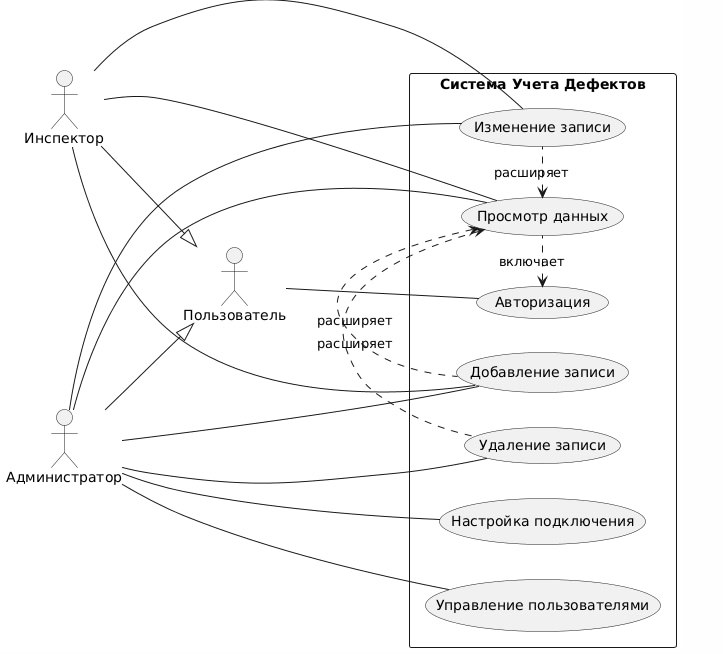 Система Учета Дефектов
Изменение записи
Инспектор
расширяет
Просмотр данных
включает
Авторизация
Пользователь
расширяет
расширяет
Добавление записи
Удаление записи
Администратор
Настройка подключения
Управление пользователями